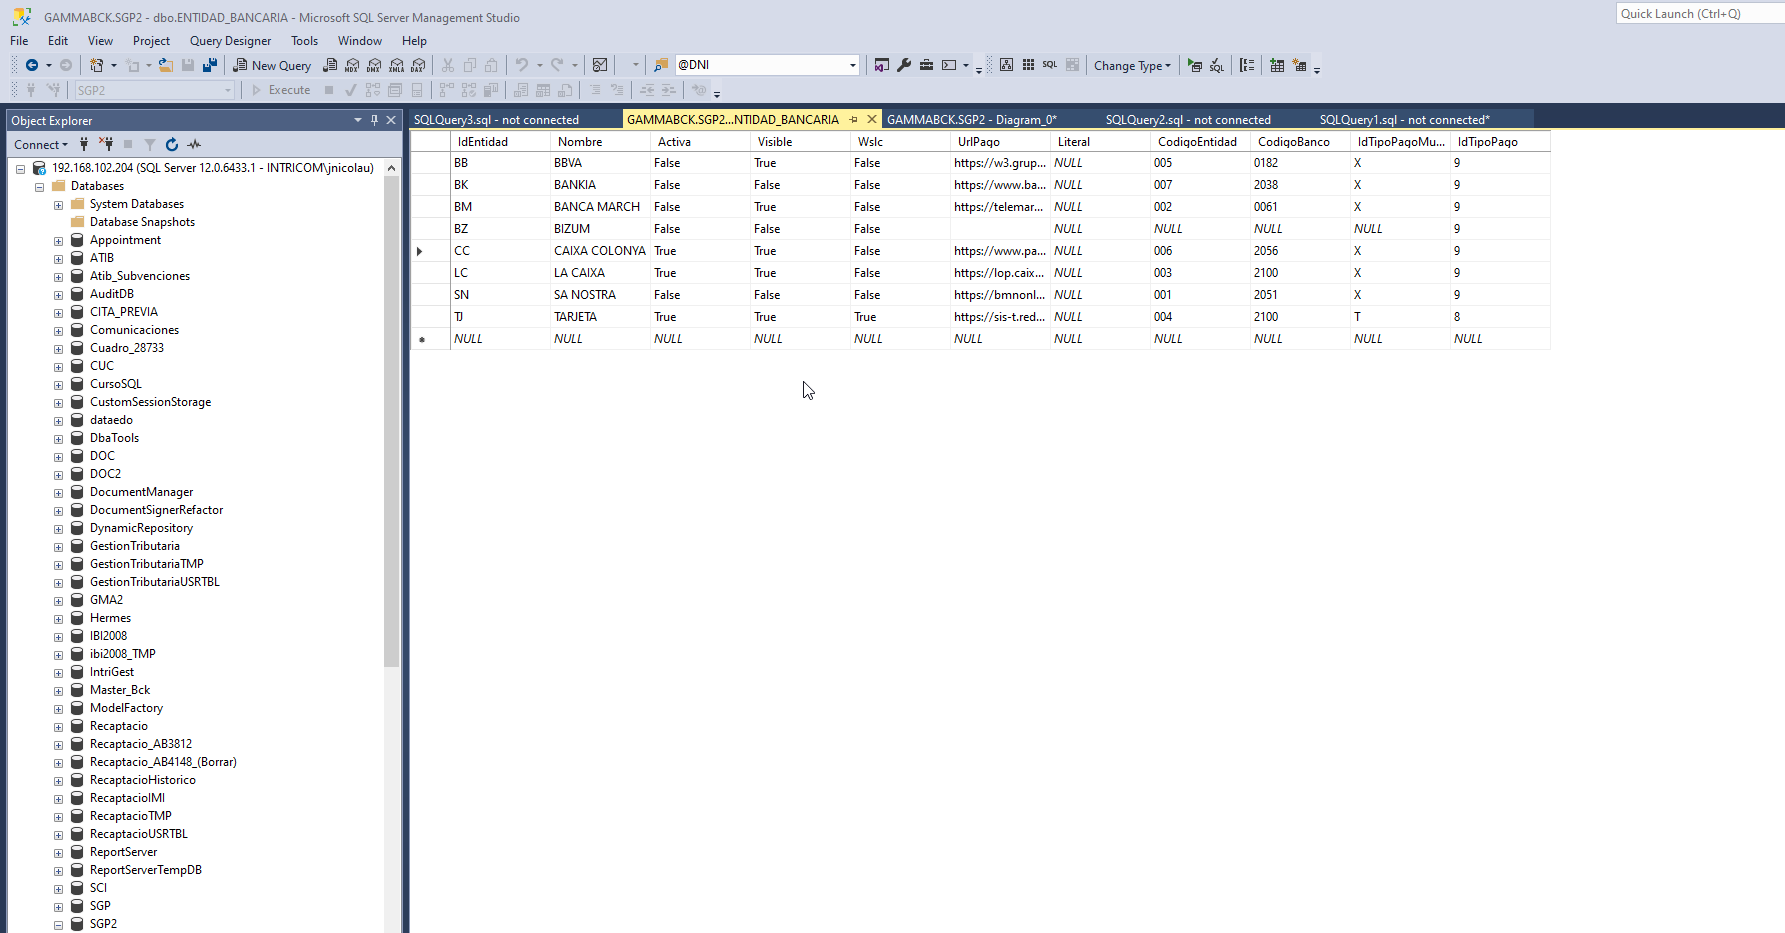 GAMMABCK.SGP2 - dbo.ENTIDAD_BANCARIA - Microsoft SQL Server Management Studio
Quick Launch (Ctrl+Q)
File Edit View Project Query Designer Tools Window Help
New Query MDX DMX XMLA DAX @DNI SQL Change Type SQL
SGP2 Execute
Object Explorer
Connect
192.168.102.204 (SQL Server 12.0.6433.1 - INTRICOM\jnicolau)
Databases
System Databases
Database Snapshots
Appointment
ATIB
Atib_Subvenciones
AuditDB
CITA_PREVIA
Comunicaciones
Cuadro_28733
CUC
CursoSQL
CustomSessionStorage
dataedo
DbaTools
DOC
DOC2
DocumentManager
DocumentSignerRefactor
DynamicRepository
GestionTributaria
GestionTributariaTMP
GestionTributariaUSRTBL
GMA2
Hermes
IBI2008
ibi2008_TMP
IntriGest
Master_Bck
ModelFactory
Recaptacio
Recaptacio_AB3812
Recaptacio_AB4148_(Borrar)
RecaptacioHistorico
RecaptacioIMI
RecaptacioTMP
RecaptacioUSRTBL
ReportServer
ReportServerTempDB
SCI
SGP
SGP2
SQLQuery3.sql - not connected GAMMABCK.SGP2...NTIDAD_BANCARIA GAMMABCK.SGP2 - Diagram_0* SQLQuery2.sql - not connected SQLQuery1.sql - not connected*
IdEntidad Nombre Activa Visible Wslc UrlPago Literal CodigoEntidad CodigoBanco IdTipoPagoMu... IdTipoPago
BB BBVA False True False https://w3.grup... NULL 005 0182 X 9
BK BANKIA False False False https://www.ba... NULL 007 2038 X 9
BM BANCA MARCH False True False https://telemar... NULL 002 0061 X 9
BZ BIZUM False False False NULL NULL NULL NULL 9
CC CAIXA COLONYA True True False https://www.pa... NULL 006 2056 X 9
LC LA CAIXA True True False https://lop.caix... NULL 003 2100 X 9
SN SA NOSTRA False False False https://bmnonl... NULL 001 2051 X 9
TJ TARJETA True True True https://sis-t.red... NULL 004 2100 T 8
NULL NULL NULL NULL NULL NULL NULL NULL NULL NULL NULL